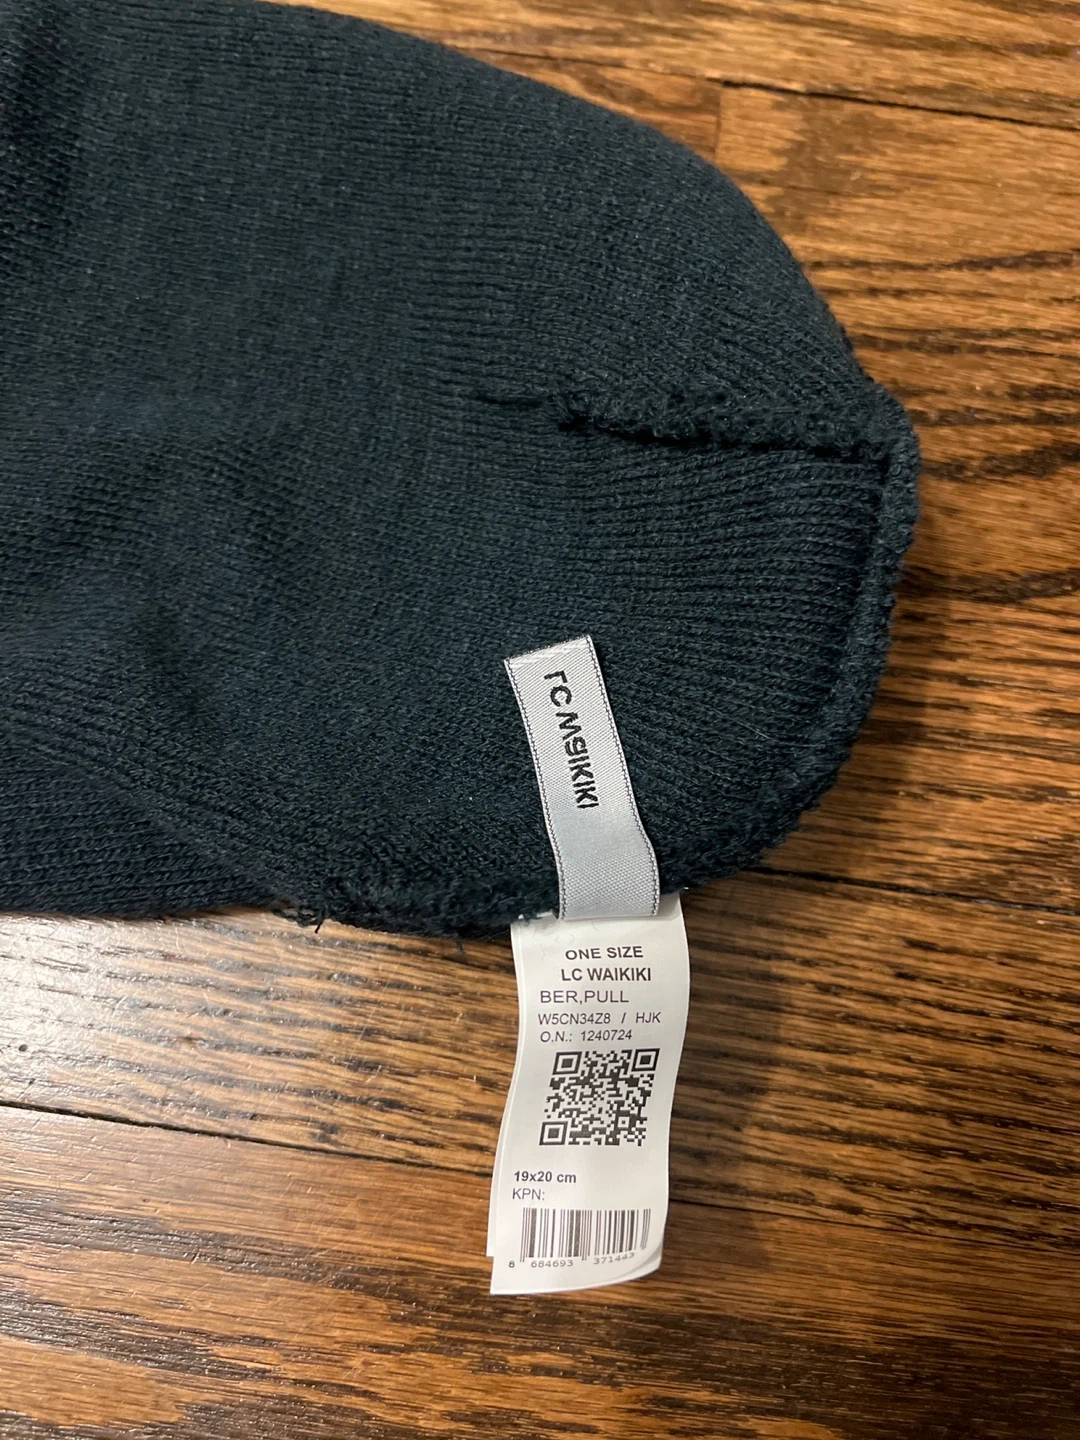 LC WAIKIKI
ONE SIZE
LC WAIKIKI
BER,PULL
W5CN34Z8 / HJK
O.N.: 1240724
19x20 cm
KPN:
8 684693 371443